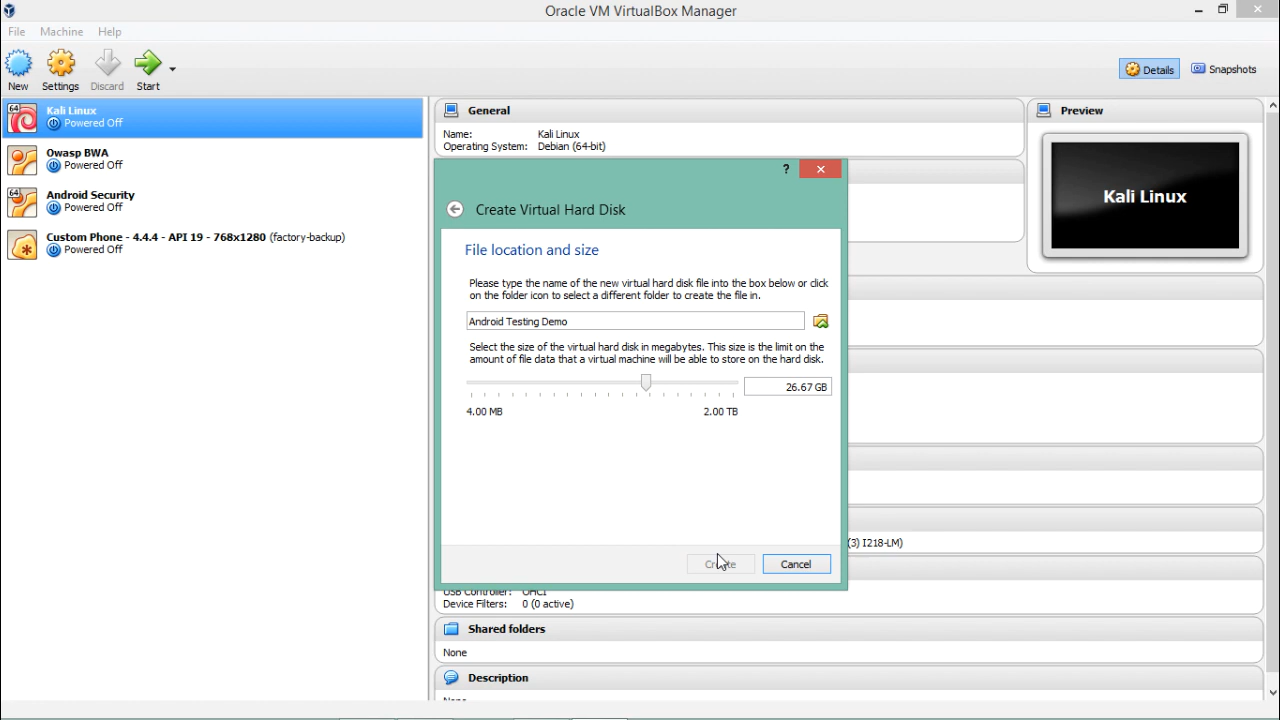 Oracle VM VirtualBox Manager
File Machine Help
New Settings Discard Start
Details Snapshots
64
Kali Linux
Powered Off
Owasp BWA
Powered Off
64
Android Security
Powered Off
Custom Phone - 4.4.4 - API 19 - 768x1280 (factory-backup)
Powered Off
General
Name: Kali Linux
Operating System: Debian (64-bit)
Preview
Kali Linux
?
Create Virtual Hard Disk
File location and size
Please type the name of the new virtual hard disk file into the box below or click
on the folder icon to select a different folder to create the file in.
Android Testing Demo
Select the size of the virtual hard disk in megabytes. This size is the limit on the
amount of file data that a virtual machine will be able to store on the hard disk.
26.67 GB
4.00 MB 2.00 TB
Create Cancel
(3) I218-LM)
USB Controller: OHCI
Device Filters: 0 (0 active)
Shared folders
None
Description
None